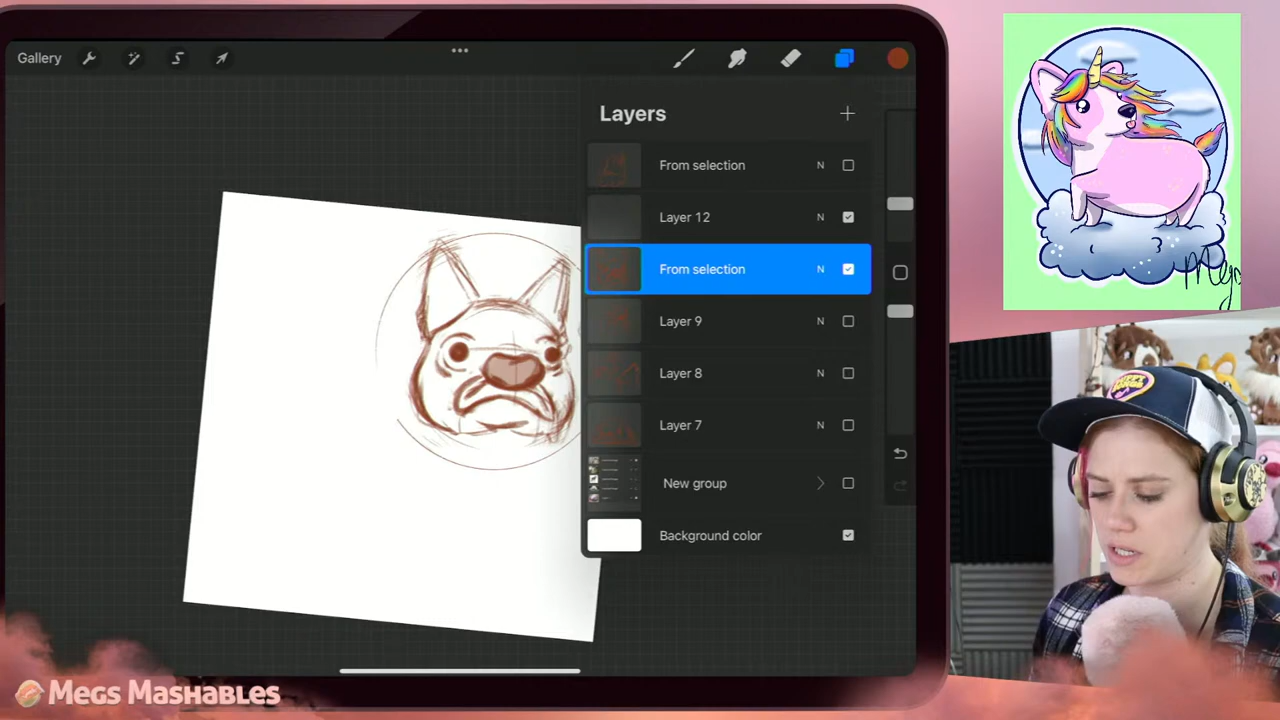 Gallery
Layers
From selection N
Layer 12 N
From selection N
Layer 9 N
Layer 8 N
Layer 7 N
New group
Background color
MEGS MASHABLES